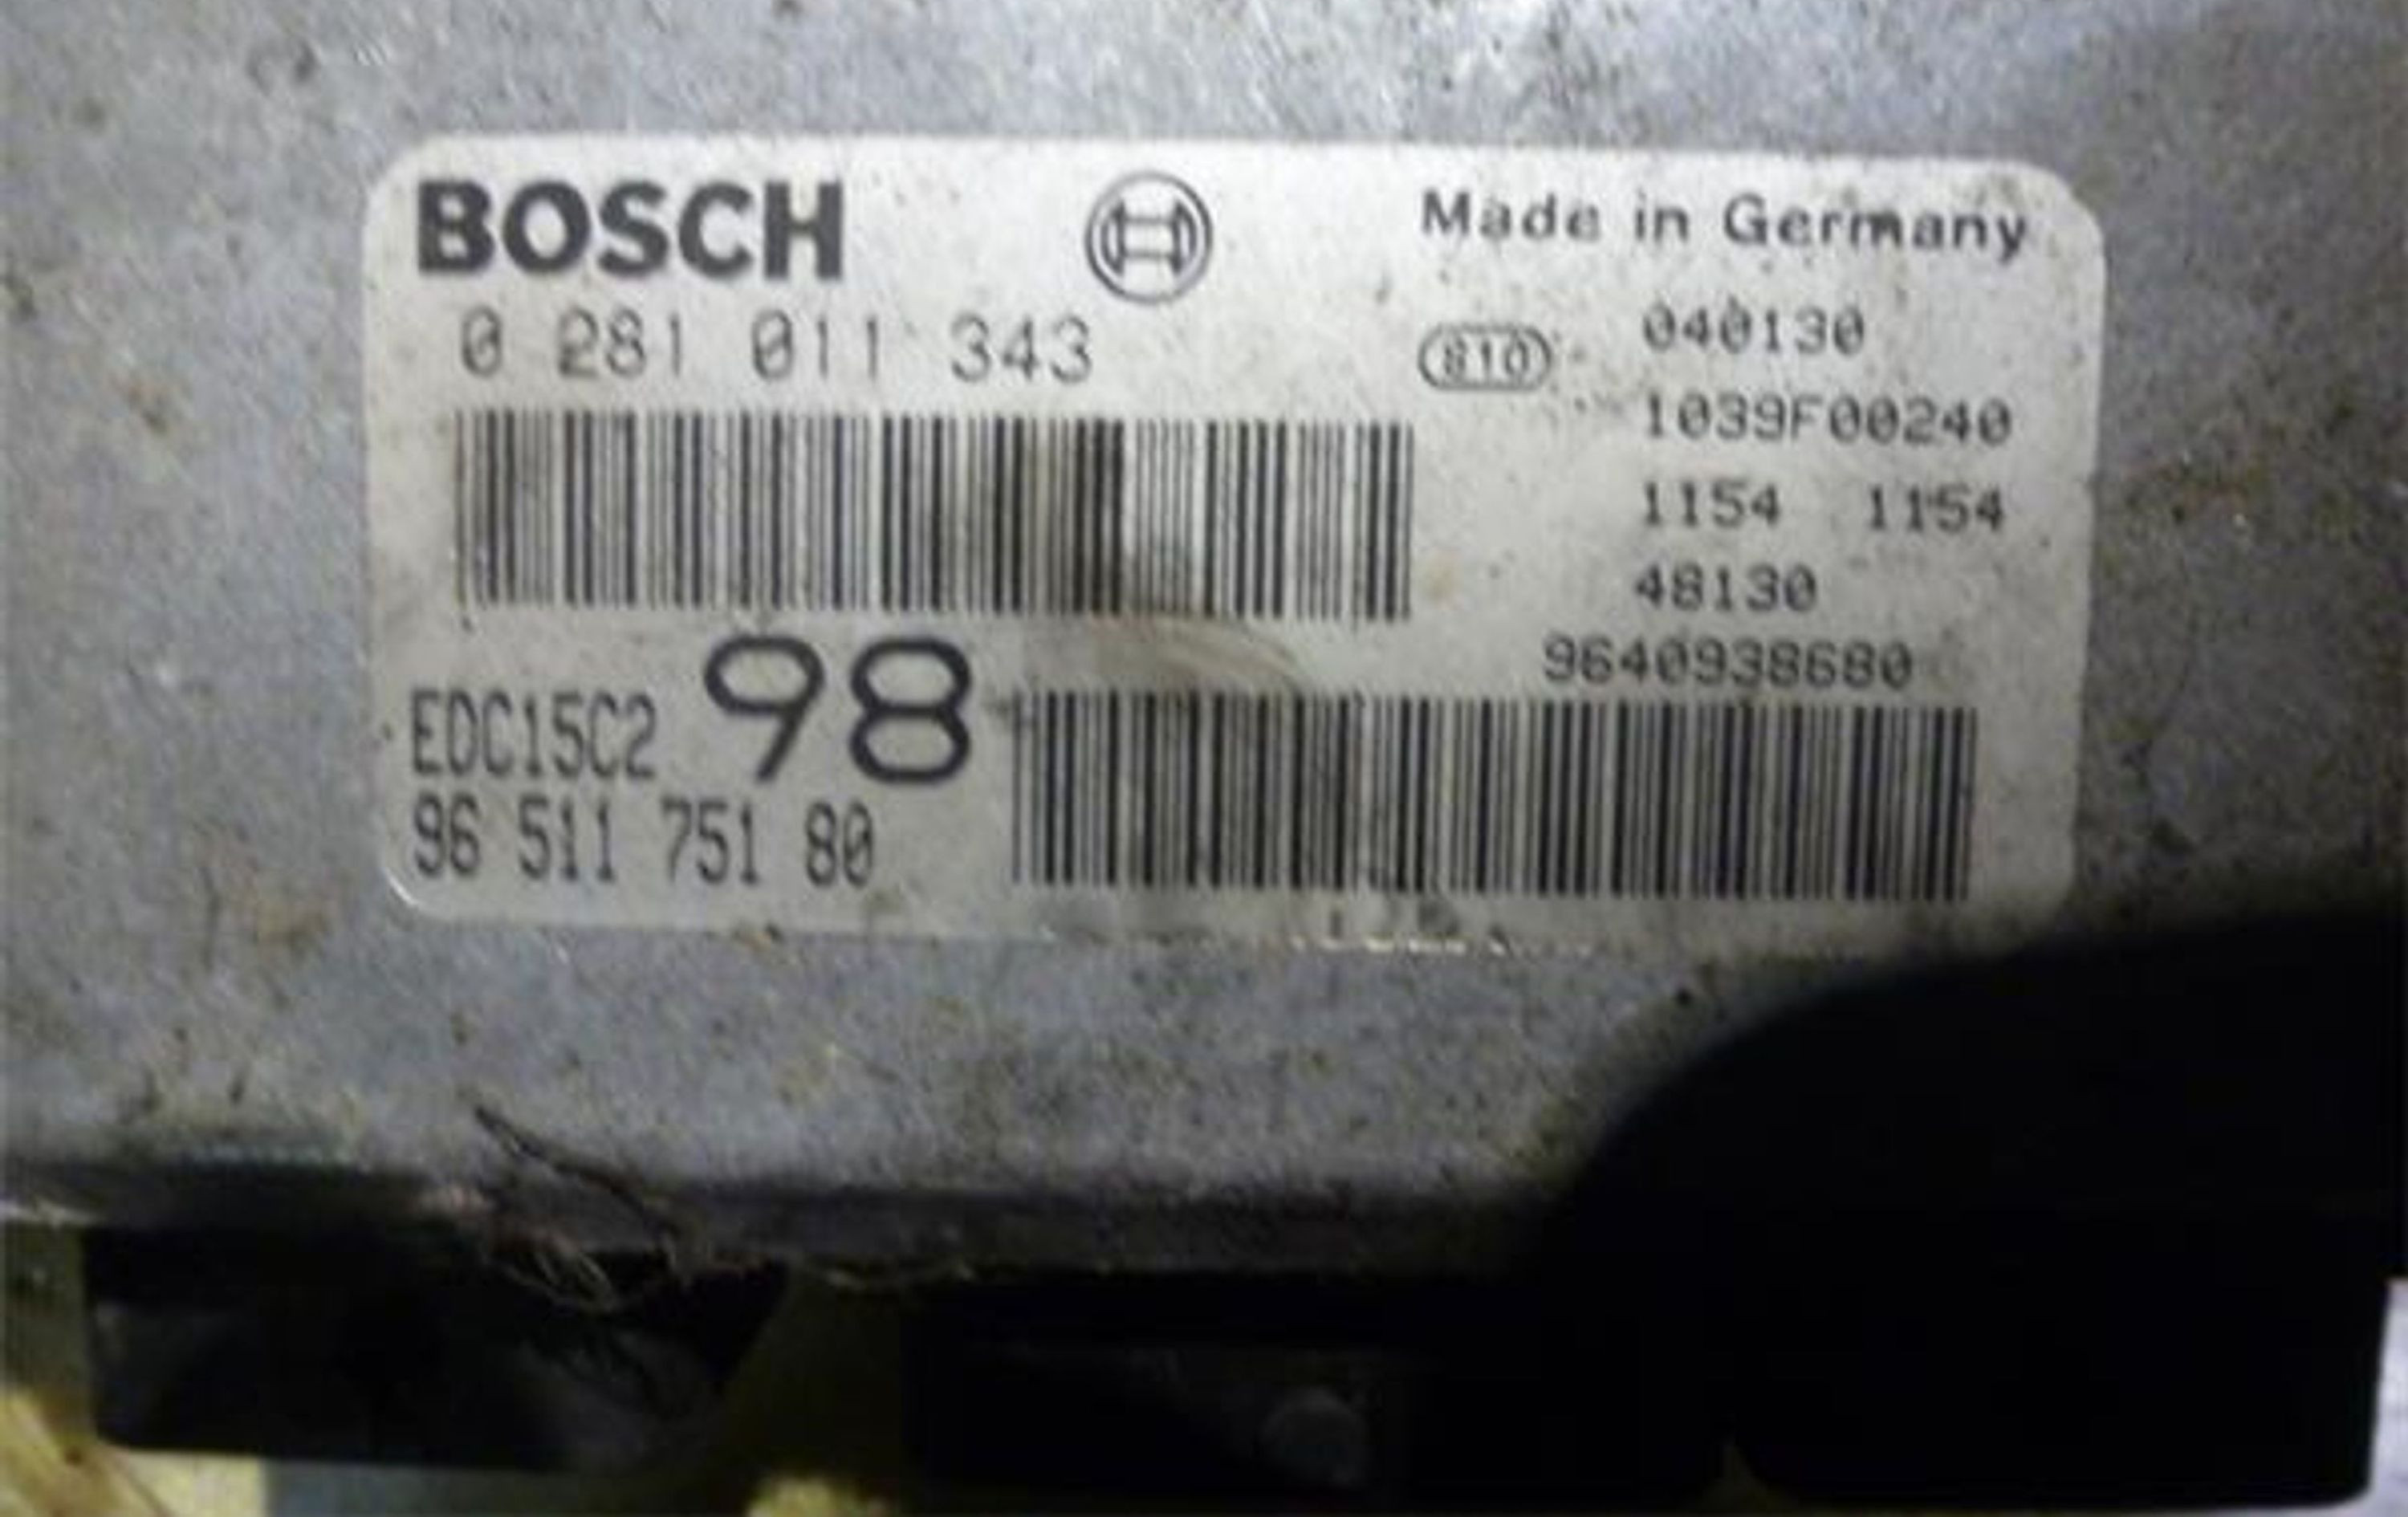 BOSCH
Made in Germany
0 281 011 343
810
040130
1039F00240
1154 1154
48130
9640938680
EDC15C2 98
96 511 751 80